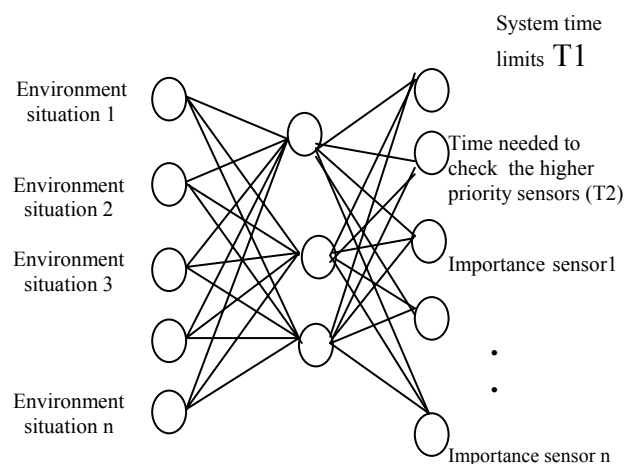 System time
limits T1
Environment
situation 1
Time needed to
check the higher
priority sensors (T2)
Environment
situation 2
Environment
situation 3
Importance sensor1
Environment
situation n
Importance sensor n